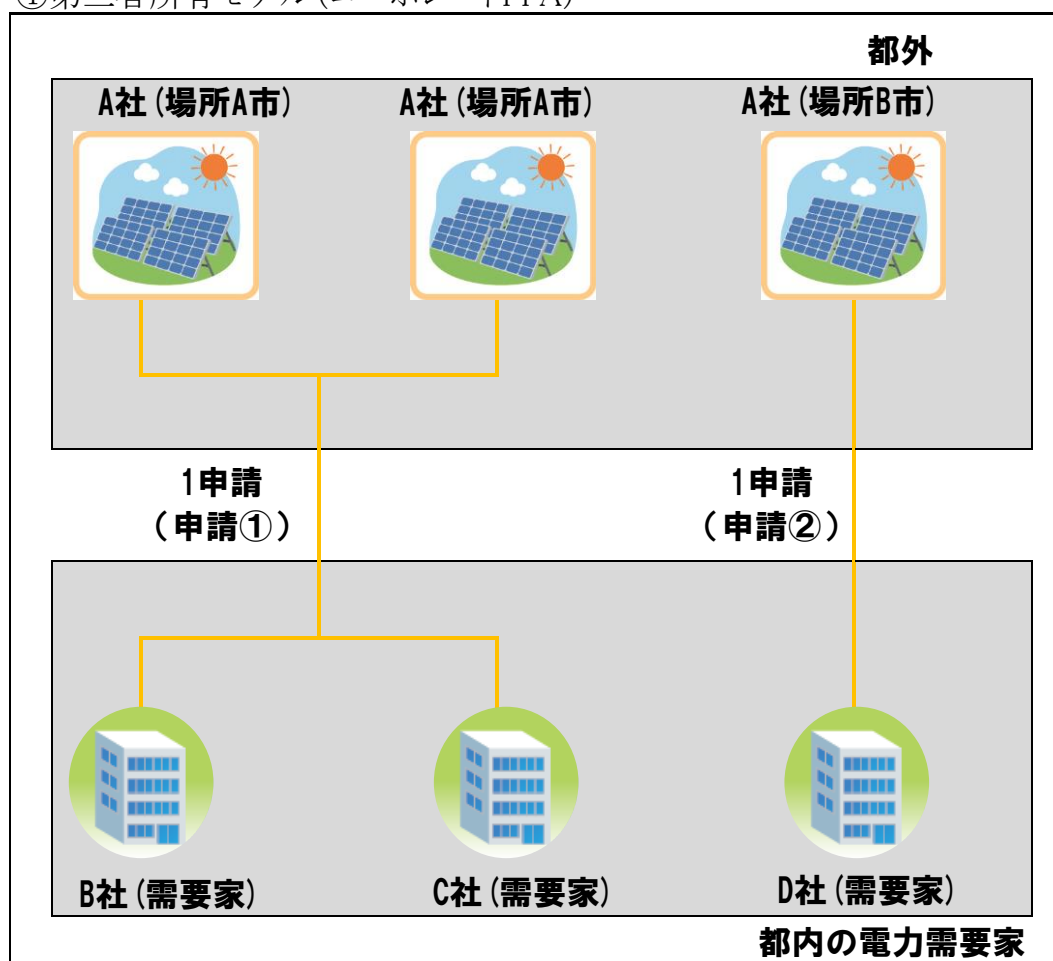 都外
A社(場所A市)
A社(場所A市)
A社(場所B市)
1申請
(申請①)
1申請
(申請②)
B社(需要家)
C社(需要家)
D社(需要家)
都内の電力需要家